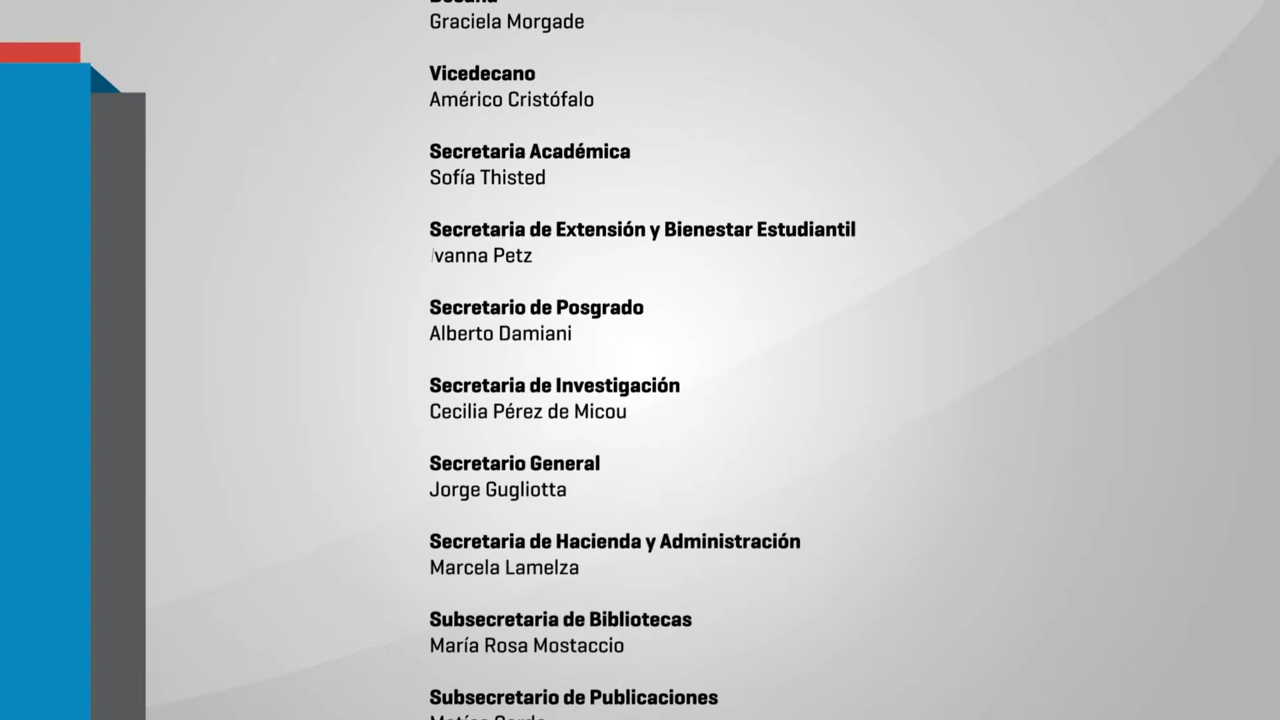 Graciela Morgade
Vicedecano
Américo Cristófalo
Secretaria Académica
Sofía Thisted
Secretaria de Extensión y Bienestar Estudiantil
Ivanna Petz
Secretario de Posgrado
Alberto Damiani
Secretaria de Investigación
Cecilia Pérez de Micou
Secretario General
Jorge Gugliotta
Secretaria de Hacienda y Administración
Marcela Lamelza
Subsecretaria de Bibliotecas
María Rosa Mostaccio
Subsecretario de Publicaciones